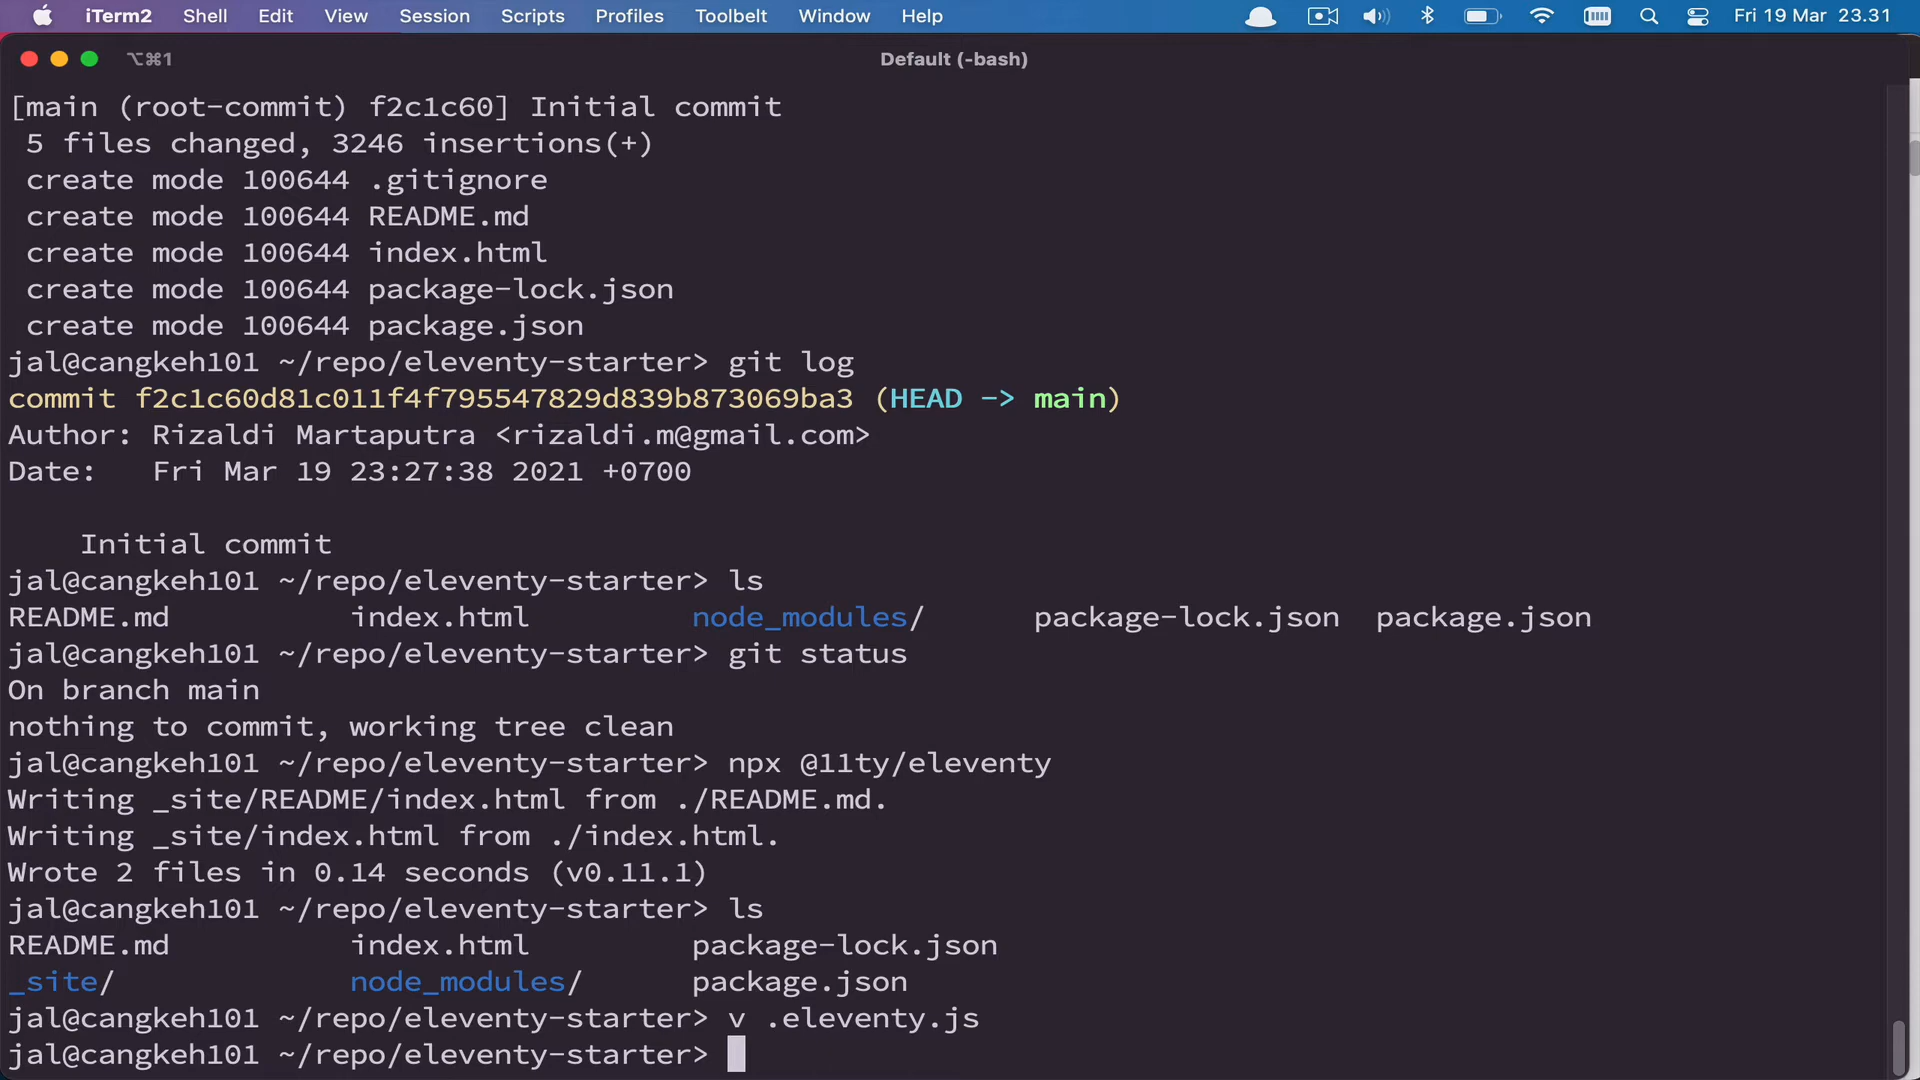 iTerm2 Shell Edit View Session Scripts Profiles Toolbelt Window Help Fri 19 Mar 23.31
⌥⌘1 Default (-bash)
[main (root-commit) f2c1c60] Initial commit
5 files changed, 3246 insertions(+)
create mode 100644 .gitignore
create mode 100644 README.md
create mode 100644 index.html
create mode 100644 package-lock.json
create mode 100644 package.json
jal@cangkeh101 ~/repo/eleventy-starter> git log
commit f2c1c60d81c011f4f795547829d839b873069ba3 (HEAD -> main)
Author: Rizaldi Martaputra <rizaldi.m@gmail.com>
Date:   Fri Mar 19 23:27:38 2021 +0700
Initial commit
jal@cangkeh101 ~/repo/eleventy-starter> ls
README.md index.html node_modules/ package-lock.json package.json
jal@cangkeh101 ~/repo/eleventy-starter> git status
On branch main
nothing to commit, working tree clean
jal@cangkeh101 ~/repo/eleventy-starter> npx @11ty/eleventy
Writing _site/README/index.html from ./README.md.
Writing _site/index.html from ./index.html.
Wrote 2 files in 0.14 seconds (v0.11.1)
jal@cangkeh101 ~/repo/eleventy-starter> ls
README.md index.html package-lock.json
_site/ node_modules/ package.json
jal@cangkeh101 ~/repo/eleventy-starter> v .eleventy.js
jal@cangkeh101 ~/repo/eleventy-starter>